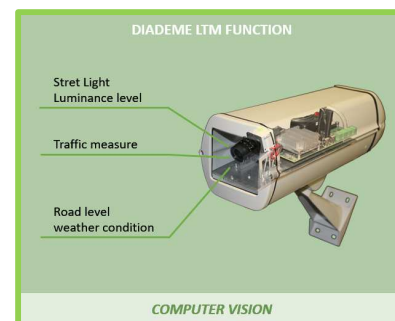 DIADEME LTM FUNCTION
Stret Light
Luminance level
Traffic measure
Road level
weather condition
COMPUTER VISION